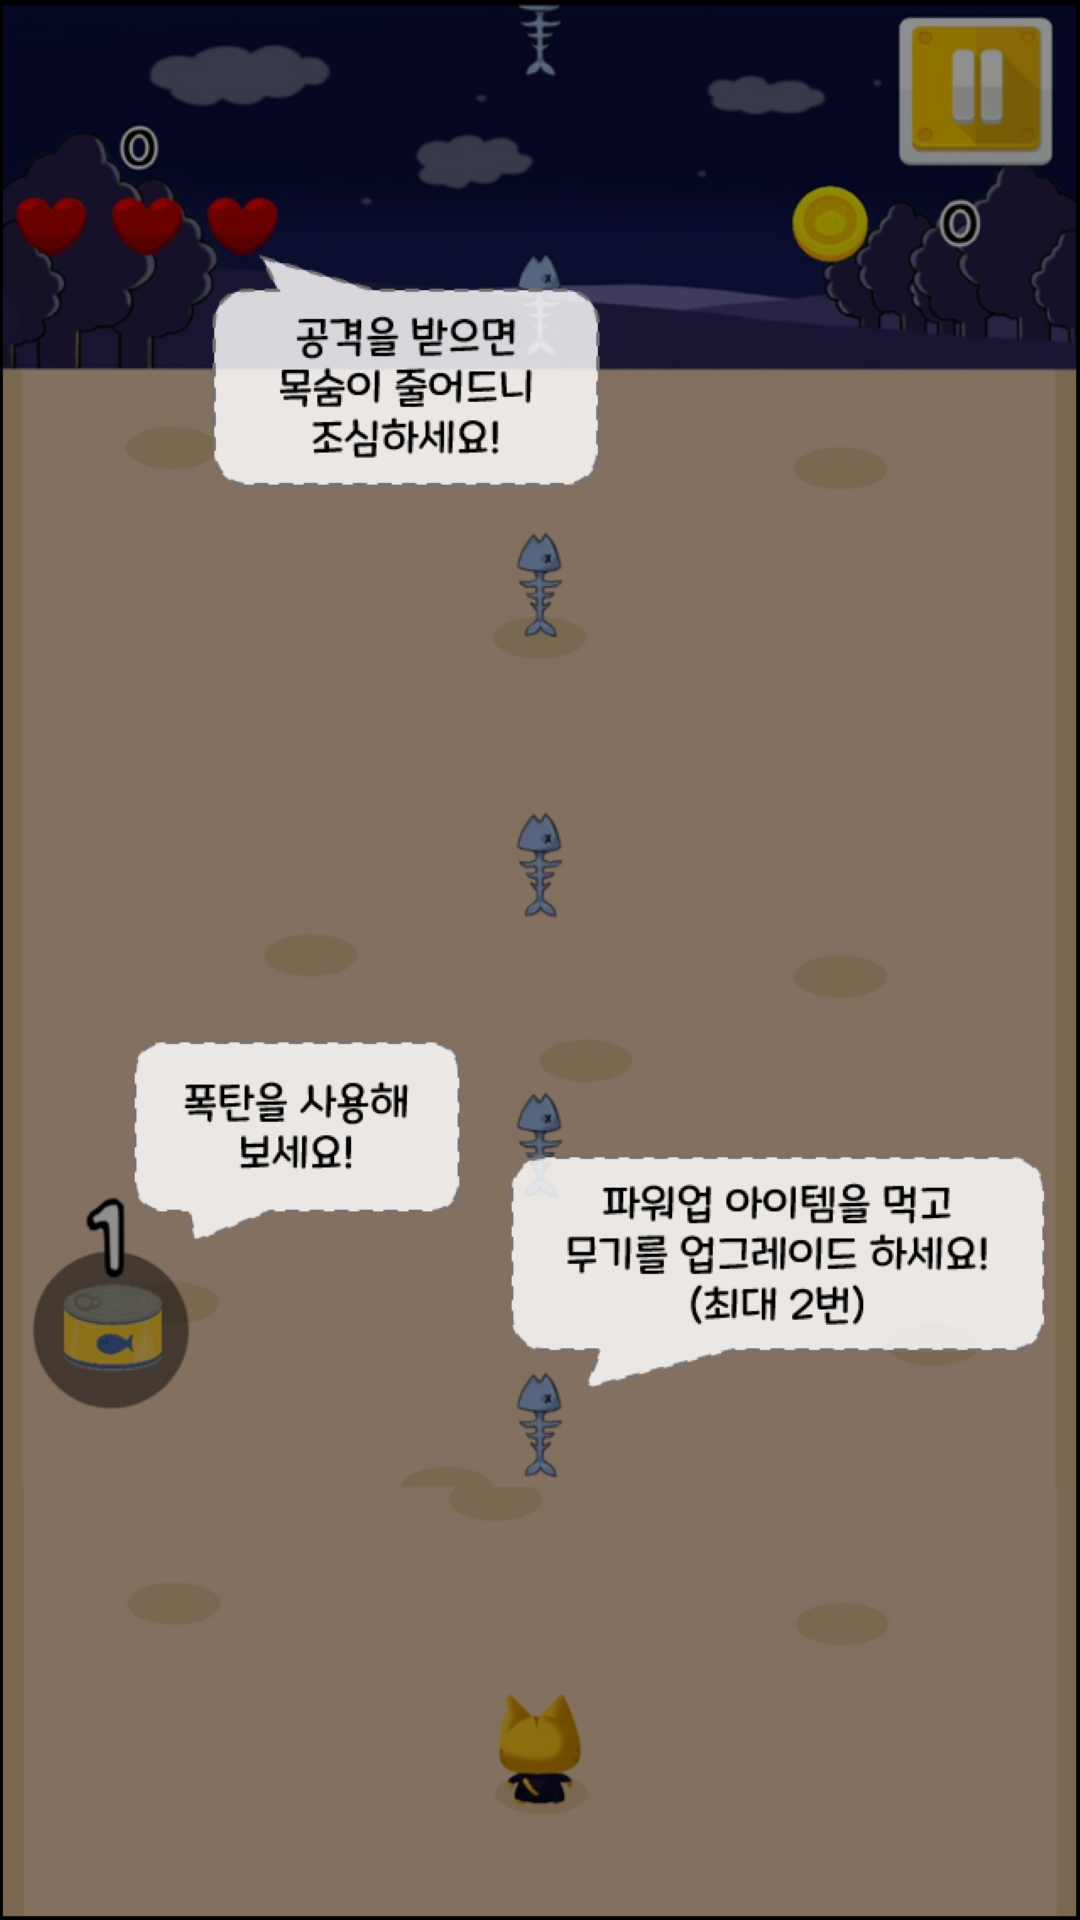 0
0
공격을 받으면
목숨이 줄어드니
조심하세요!
폭탄을 사용해
보세요!
파워업 아이템을 먹고
무기를 업그레이드 하세요!
(최대 2번)
1